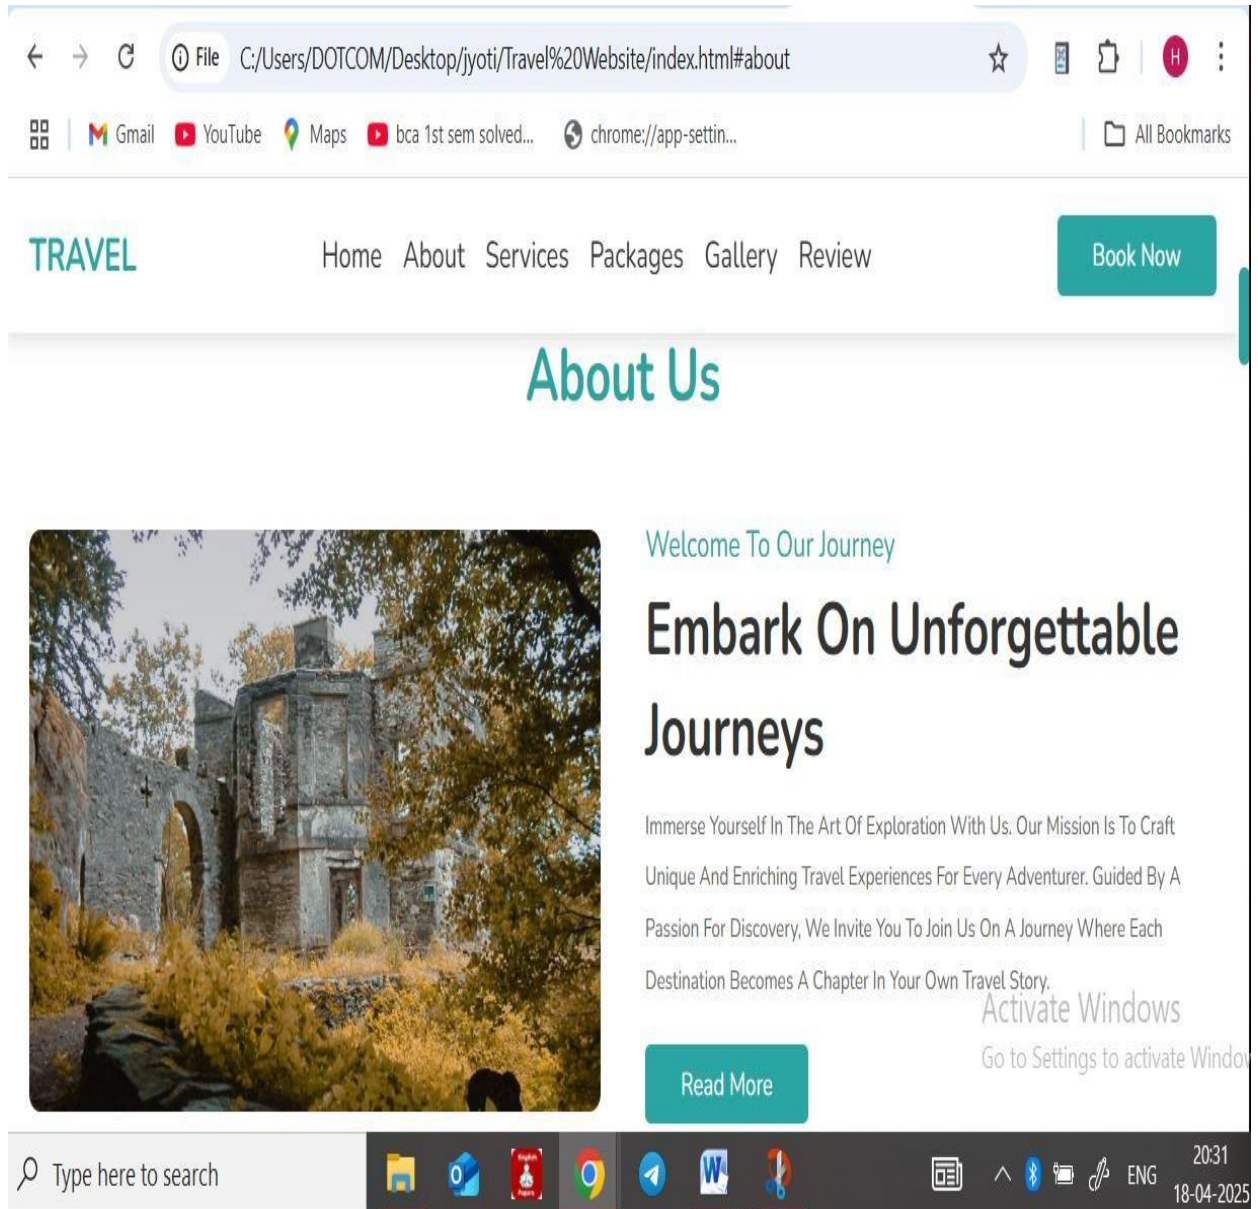 File C:/Users/DOTCOM/Desktop/jyoti/Travel%20Website/index.html#about H
Gmail YouTube Maps bca 1st sem solved... chrome://app-settin... All Bookmarks
TRAVEL Home About Services Packages Gallery Review Book Now
About Us
Welcome To Our Journey
Embark On Unforgettable
Journeys
Immerse Yourself In The Art Of Exploration With Us. Our Mission Is To Craft
Unique And Enriching Travel Experiences For Every Adventurer. Guided By A
Passion For Discovery, We Invite You To Join Us On A Journey Where Each
Destination Becomes A Chapter In Your Own Travel Story.
Activate Windows
Go to Settings to activate Window
Read More
Type here to search ENG 20:31
18-04-2025